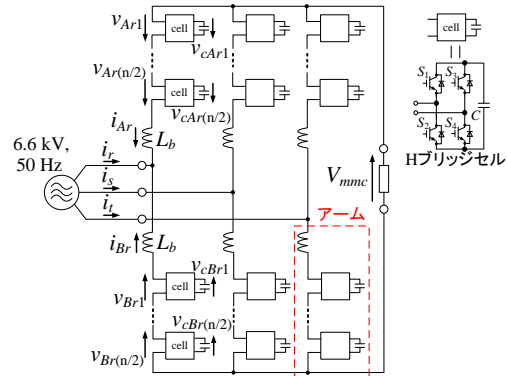 v_{Ar1}
cell
v_{cAr1}
v_{Ar(n/2)}
cell
v_{cAr(n/2)}
i_{Ar}
L_b
6.6 kV,
50 Hz
i_r
i_s
i_t
i_{Br}
L_b
V_{mmc}
アーム
v_{Br1}
cell
v_{cBr1}
v_{Br(n/2)}
cell
v_{cBr(n/2)}
cell
S_1
S_3
S_2
S_4
C
Hブリッジセル